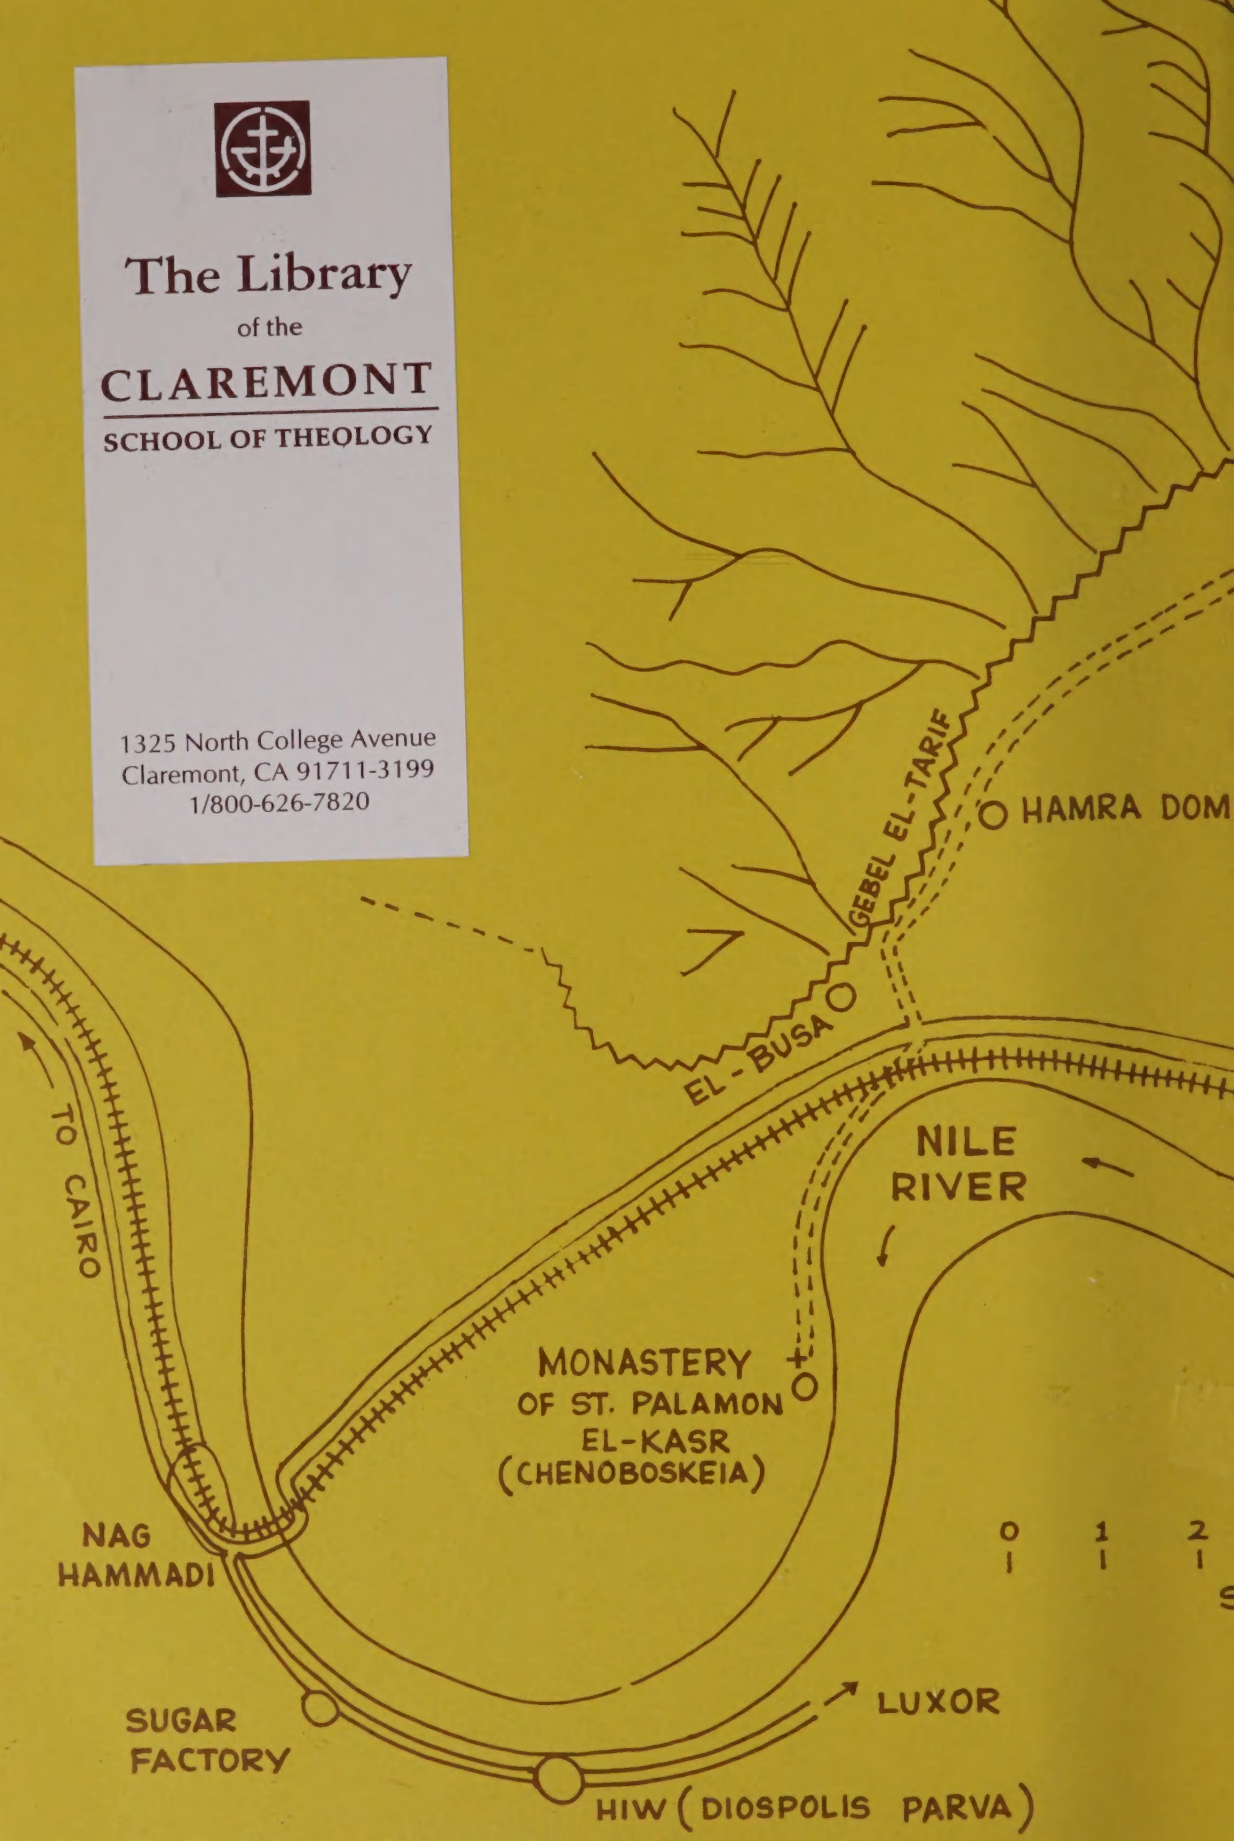 The Library
of the
CLAREMONT
SCHOOL OF THEOLOGY
1325 North College Avenue
Claremont, CA 91711-3199
1/800-626-7820
GEBEL EL-TARIF
HAMRA DOM
EL-BUSA
TO CAIRO
NILE
RIVER
MONASTERY
OF ST. PALAMON
EL-KASR
(CHENOBOSKEIA)
0 1 2
S
NAG
HAMMADI
SUGAR
FACTORY
LUXOR
HIW (DIOSPOLIS PARVA)